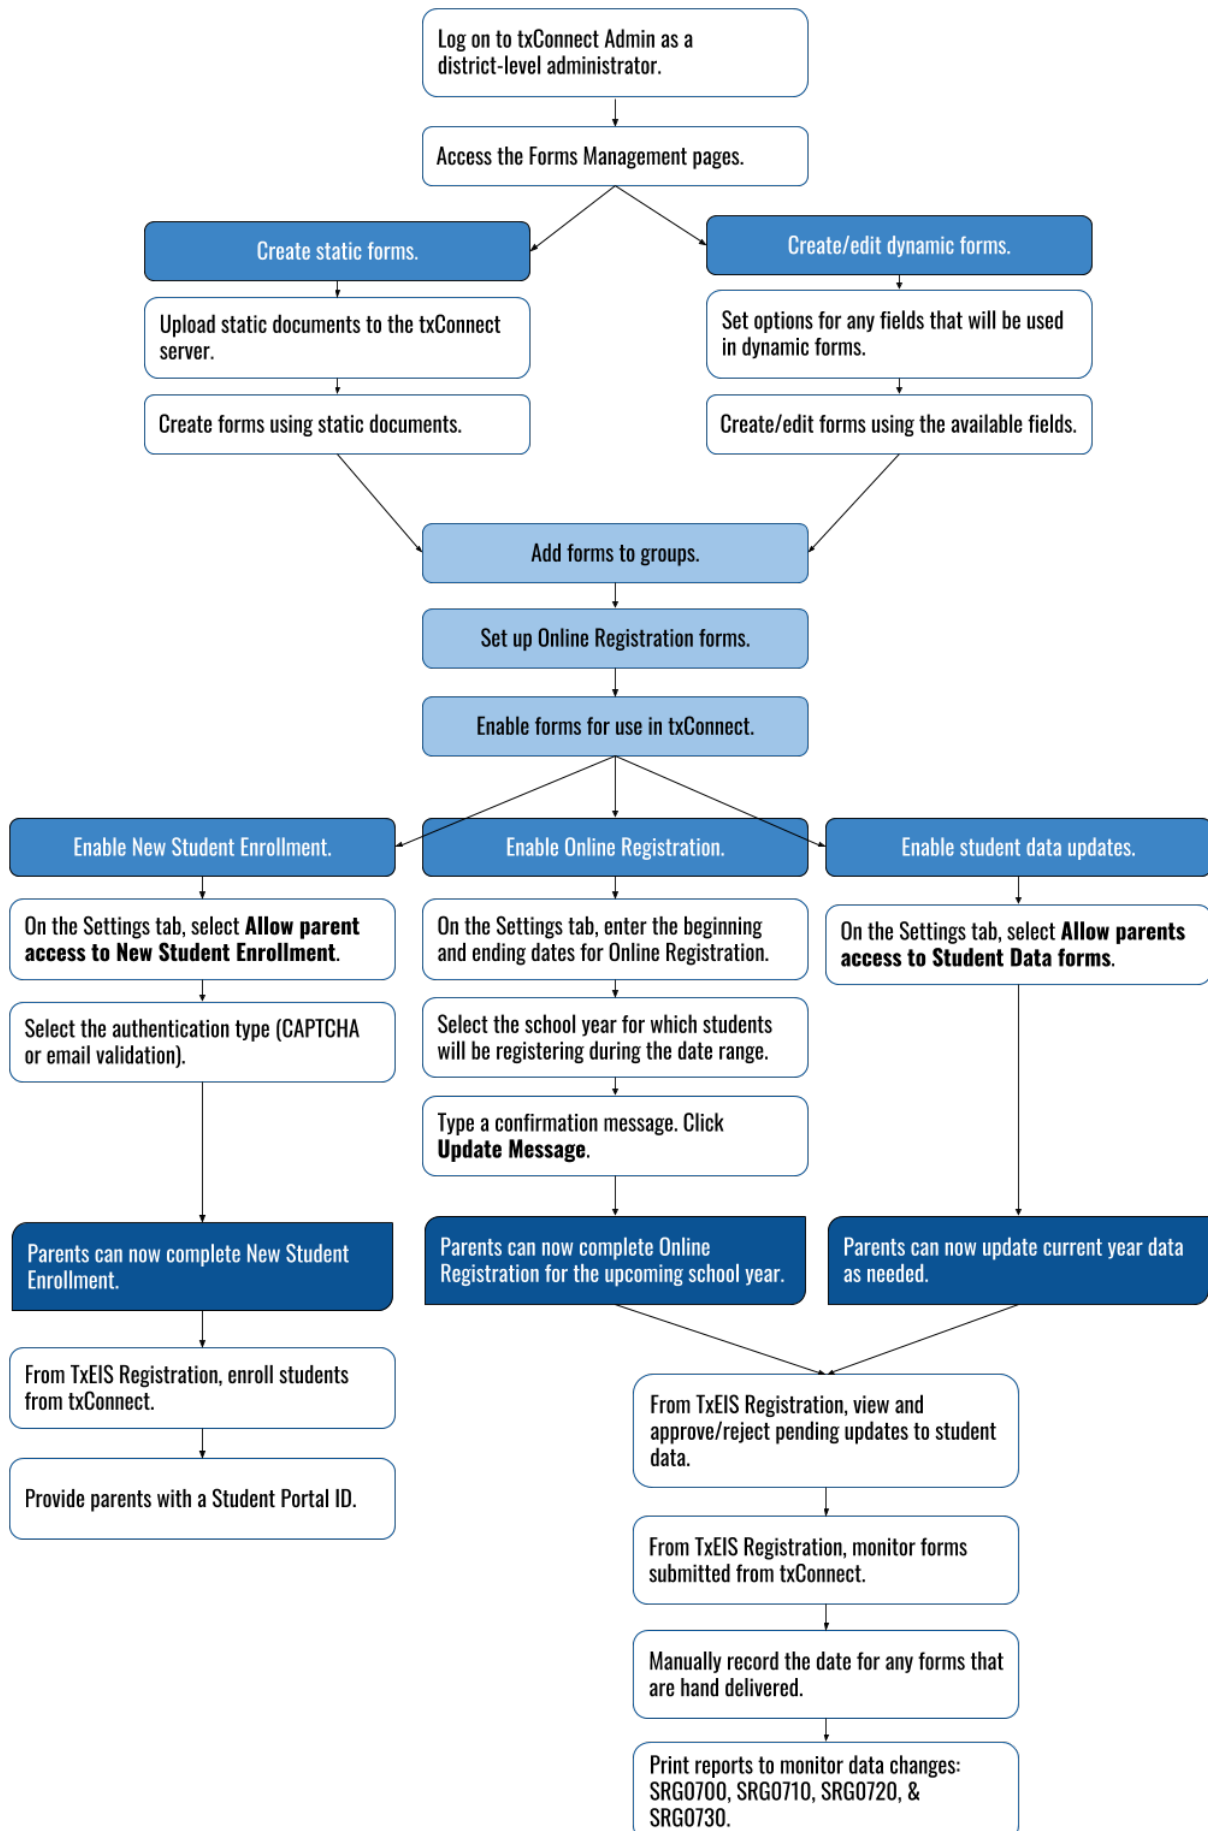 Log on to txConnect Admin as a
district-level administrator.
Access the Forms Management pages.
Create static forms.
Create/edit dynamic forms.
Upload static documents to the txConnect
server.
Set options for any fields that will be used
in dynamic forms.
Create forms using static documents.
Create/edit forms using the available fields.
Add forms to groups.
Set up Online Registration forms.
Enable forms for use in txConnect.
Enable New Student Enrollment.
Enable Online Registration.
Enable student data updates.
On the Settings tab, select Allow parent
access to New Student Enrollment.
On the Settings tab, enter the beginning
and ending dates for Online Registration.
On the Settings tab, select Allow parents
access to Student Data forms.
Select the authentication type (CAPTCHA
or email validation).
Select the school year for which students
will be registering during the date range.
Type a confirmation message. Click
Update Message.
Parents can now complete New Student
Enrollment.
Parents can now complete Online
Registration for the upcoming school year.
Parents can now update current year data
as needed.
From TxEIS Registration, enroll students
from txConnect.
Provide parents with a Student Portal ID.
From TxEIS Registration, view and
approve/reject pending updates to student
data.
From TxEIS Registration, monitor forms
submitted from txConnect.
Manually record the date for any forms that
are hand delivered.
Print reports to monitor data changes:
SRG0700, SRG0710, SRG0720, &
SRG0730.